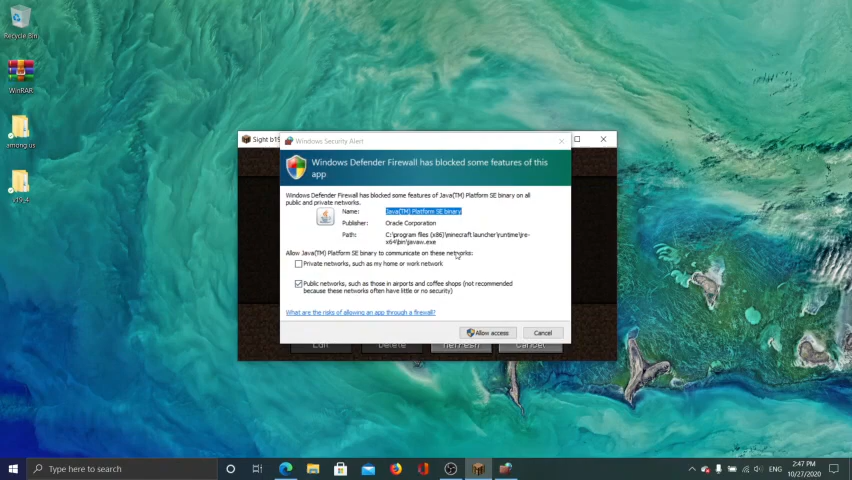 Recycle Bin
WinRAR
among.us
v19.4
Sight b19
Windows Security Alert
Windows Defender Firewall has blocked some features of this
app
Windows Defender Firewall has blocked some features of Java(TM) Platform SE binary on all
public and private networks.
Name: Java(TM) Platform SE binary
Publisher: Oracle Corporation
Path: C:\program files (x86)\minecraft launcher\runtime\jre-
x64\bin\javaw.exe
Allow Java(TM) Platform SE binary to communicate on these networks:
Private networks, such as my home or work network
Public networks, such as those in airports and coffee shops (not recommended
because these networks often have little or no security)
What are the risks of allowing an app through a firewall?
Allow access Cancel
Edit Delete Refresh Cancel
Type here to search
ENG
2:47 PM
10/27/2020